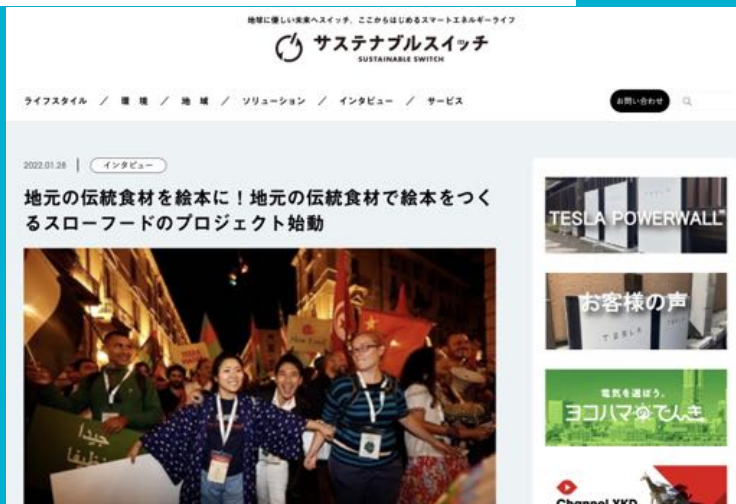 地球に優しい未来へスイッチ、ここからはじめるスマートエネルギーライフ
サステナブルスイッチ
SUSTAINABLE SWITCH
ライフスタイル / 環境 / 地域 / ソリューション / インタビュー / サービス
お問い合わせ
2022.01.26 | インタビュー
地元の伝統食材を絵本に！地元の伝統食材で絵本をつく
るスローフードのプロジェクト始動
TESLA POWERWALL
お客様の声
TESLA
電気を選ぼう。
ヨコハマのでんき
Channel YKD